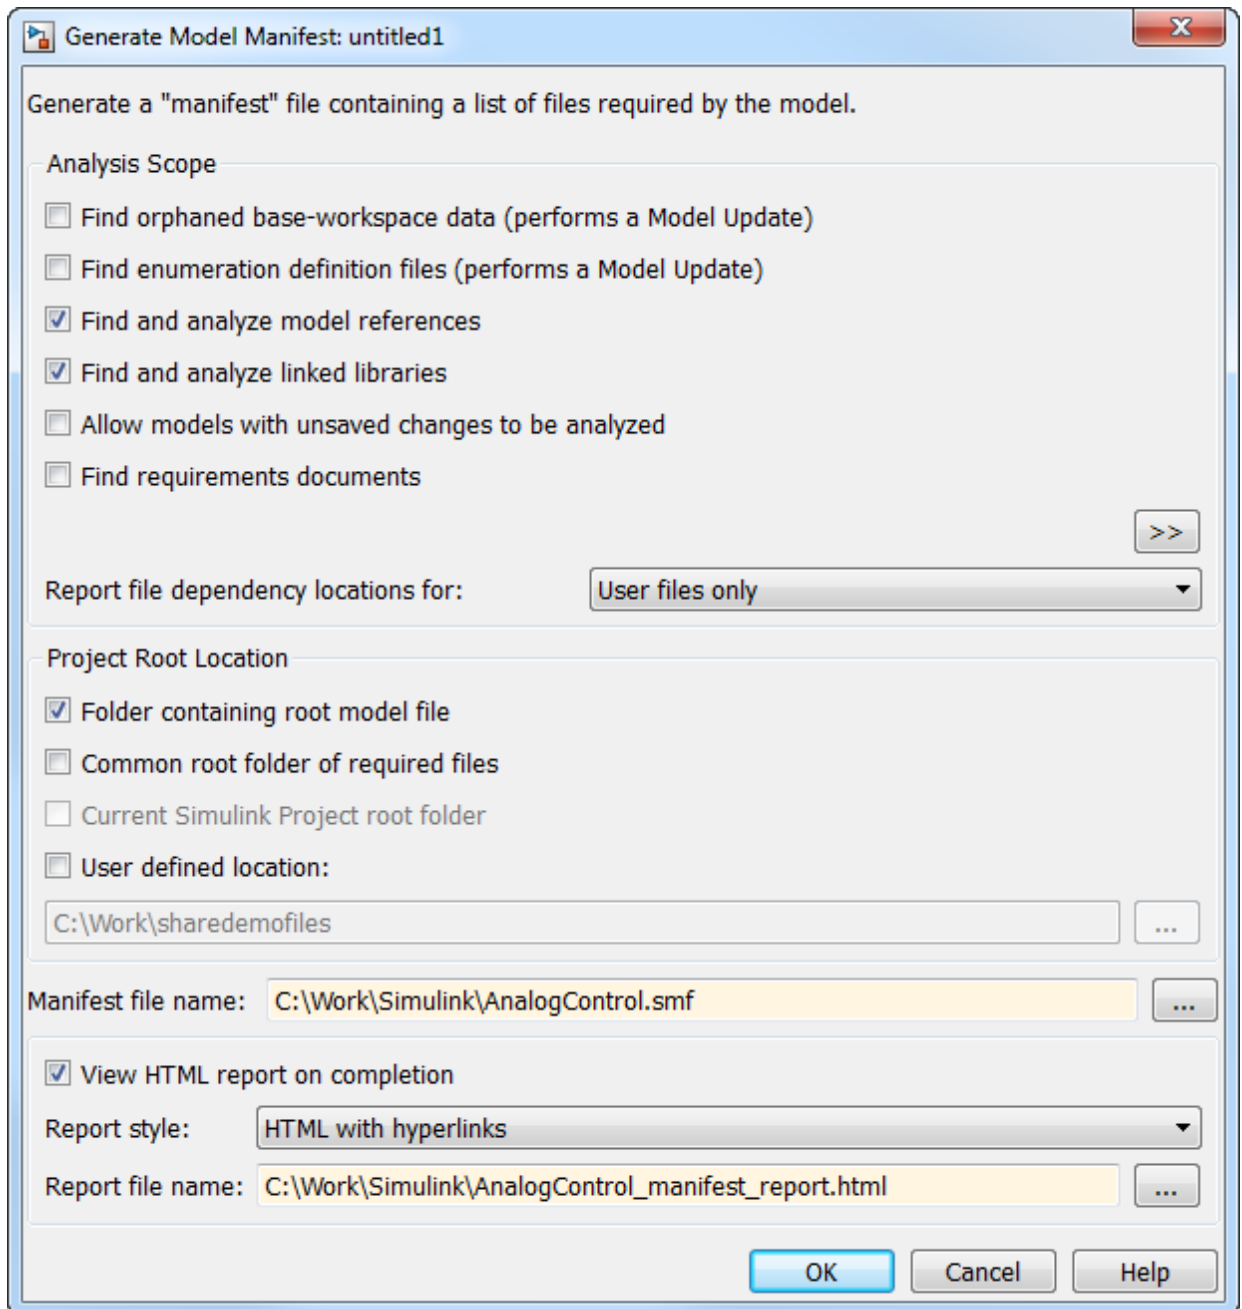 Generate Model Manifest: untitled1
Generate a "manifest" file containing a list of files required by the model.
Analysis Scope
Find orphaned base-workspace data (performs a Model Update)
Find enumeration definition files (performs a Model Update)
Find and analyze model references
Find and analyze linked libraries
Allow models with unsaved changes to be analyzed
Find requirements documents
>>
Report file dependency locations for: User files only
Project Root Location
Folder containing root model file
Common root folder of required files
Current Simulink Project root folder
User defined location:
C:\Work\sharedemofiles ...
Manifest file name: C:\Work\Simulink\AnalogControl.smf ...
View HTML report on completion
Report style: HTML with hyperlinks
Report file name: C:\Work\Simulink\AnalogControl_manifest_report.html ...
OK Cancel Help